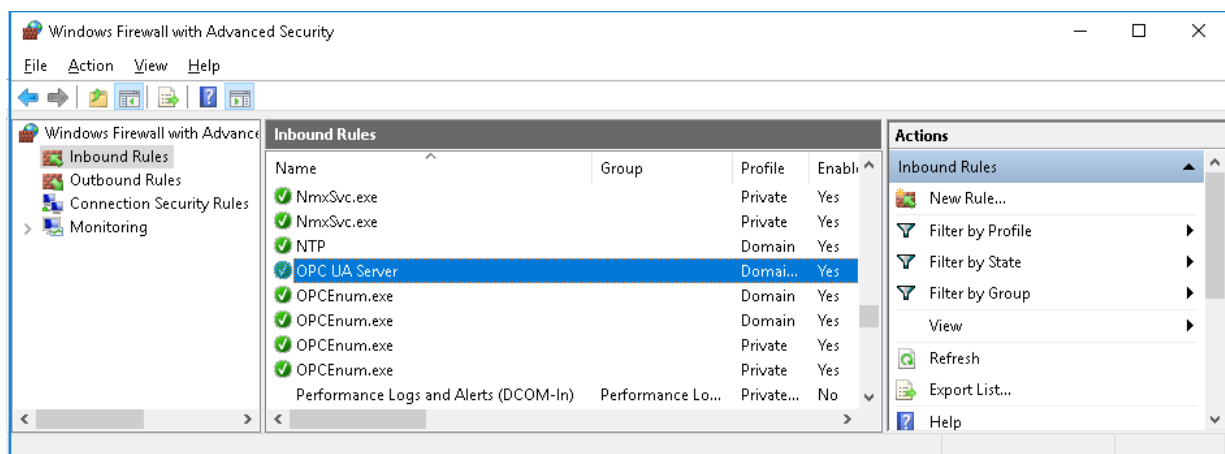 Windows Firewall with Advanced Security
File Action View Help
Windows Firewall with Advance
Inbound Rules
Outbound Rules
Connection Security Rules
Monitoring
Inbound Rules
Name Group Profile Enabl
NmxSvc.exe Private Yes
NmxSvc.exe Private Yes
NTP Domain Yes
OPC UA Server Domai... Yes
OPCEnum.exe Domain Yes
OPCEnum.exe Domain Yes
OPCEnum.exe Private Yes
OPCEnum.exe Private Yes
Performance Logs and Alerts (DCOM-In) Performance Lo... Private... No
Actions
Inbound Rules
New Rule...
Filter by Profile
Filter by State
Filter by Group
View
Refresh
Export List...
Help